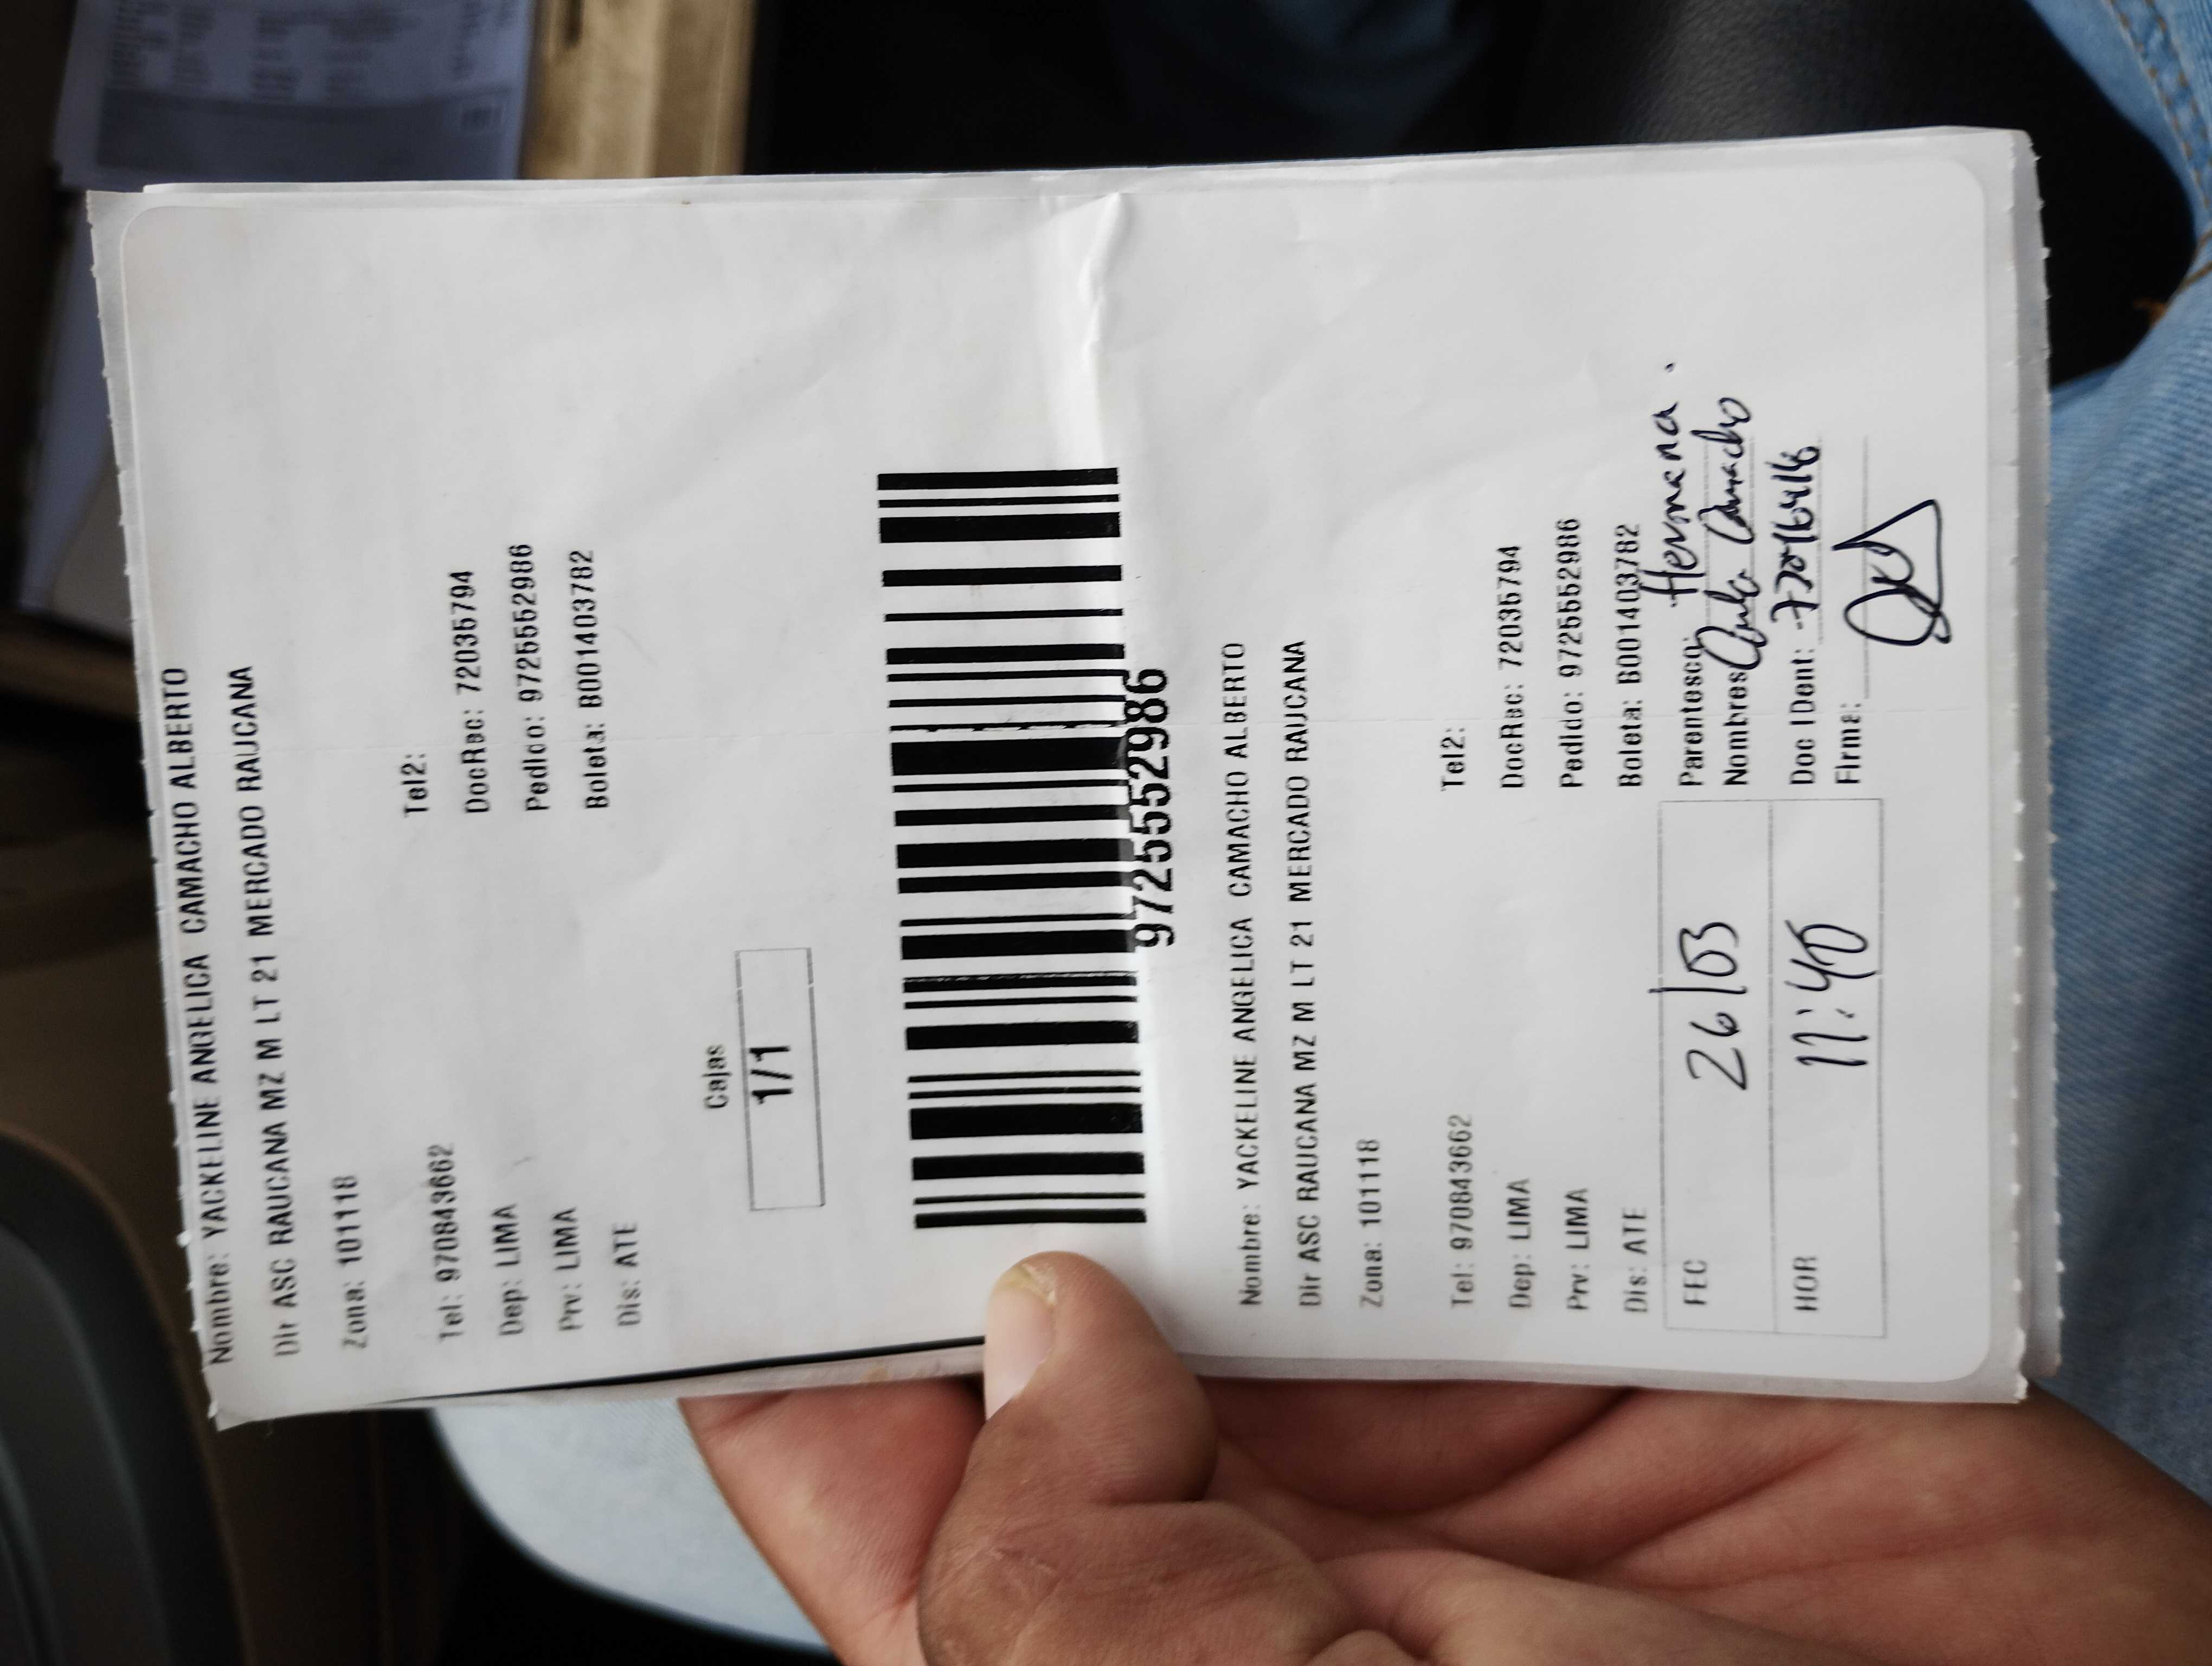 Nombre: YACKELINE ANGELICA CAMACHO ALBERTO
Dir ASC RAUCANA MZ M LT 21 MERCADO RAUCANA
Zona: 101118
Tel: 970843662 Tel2:
Dep: LIMA DocRec: 72035794
Prv: LIMA Pedido: 9725552986
Dis: ATE Boleta: B001403782
Cajas
1/1
9725552986
Nombre: YACKELINE ANGELICA CAMACHO ALBERTO
Dir ASC RAUCANA MZ M LT 21 MERCADO RAUCANA
Zona: 101118
Tel: 970843662 Tel2:
Dep: LIMA DocRec: 72035794
Prv: LIMA Pedido: 9725552986
Dis: ATE Boleta: B001403782
FEC 26/03 Parentesco: Hermana.
Nombres Camacho
HOR 11:40 Doc IDent:
Firma: